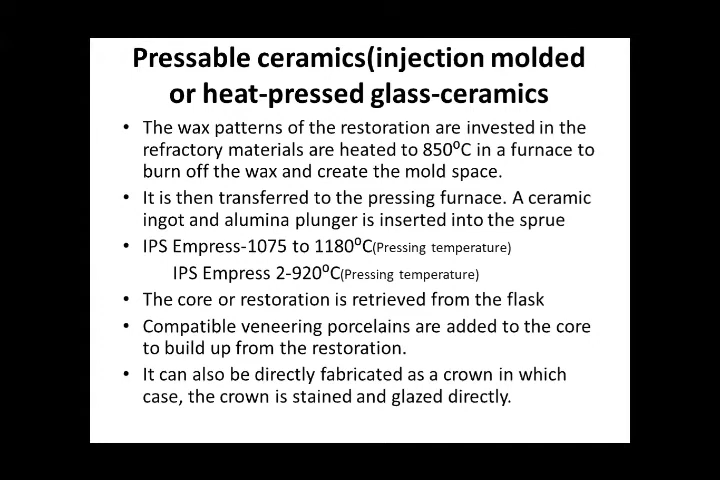 Pressable ceramics(injection molded
or heat-pressed glass-ceramics
• The wax patterns of the restoration are invested in the
refractory materials are heated to 850⁰C in a furnace to
burn off the wax and create the mold space.
• It is then transferred to the pressing furnace. A ceramic
ingot and alumina plunger is inserted into the sprue
• IPS Empress-1075 to 1180⁰C(Pressing temperature)
IPS Empress 2-920⁰C(Pressing temperature)
• The core or restoration is retrieved from the flask
• Compatible veneering porcelains are added to the core
to build up from the restoration.
• It can also be directly fabricated as a crown in which
case, the crown is stained and glazed directly.